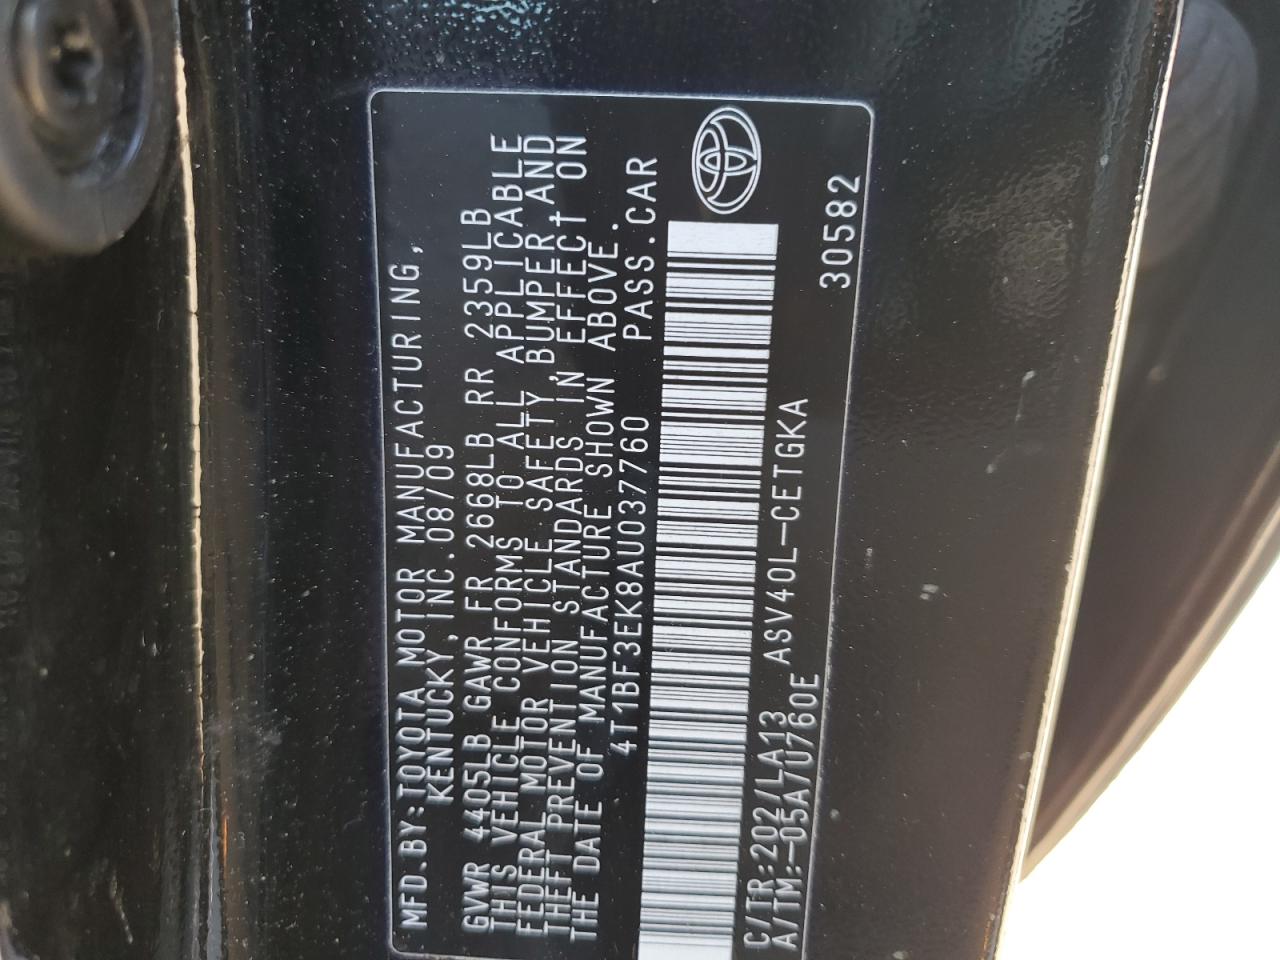 MFD.BY:TOYOTA MOTOR MANUFACTURING,
KENTUCKY,INC.08/09
GVWR 4405LB GAWR FR 2668LB RR 2359LB
THIS VEHICLE CONFORMS TO ALL APPLICABLE
FEDERAL MOTOR VEHICLE SAFETY,BUMPER,AND
THEFT PREVENTION STANDARDS IN EFFECT ON
THE DATE OF MANUFACTURE SHOWN ABOVE.
4T1BF3EK8AU037760 PASS.CAR
C/TR:202/LA13 ASV40L-CETGKA
A/TM:-05A/U760E
30582